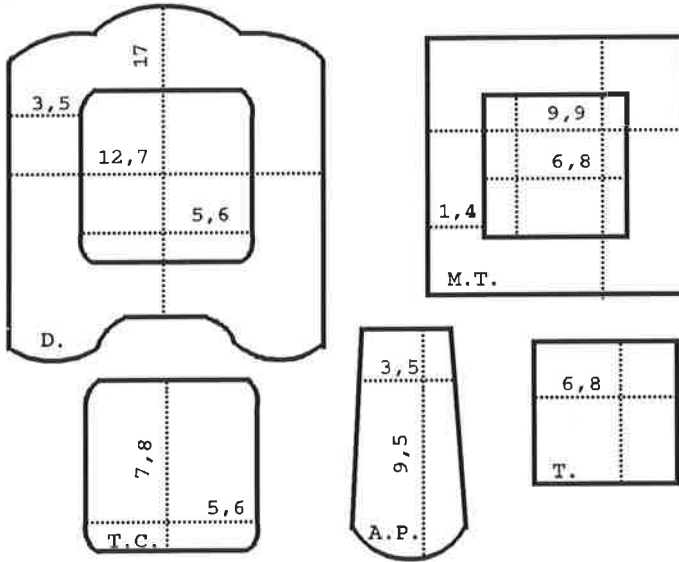 17
3,5
12,7
5,6
D.
9,9
6,8
1,4
M.T.
7,8
5,6
T.C.
3,5
9,5
A.P.
6,8
T.